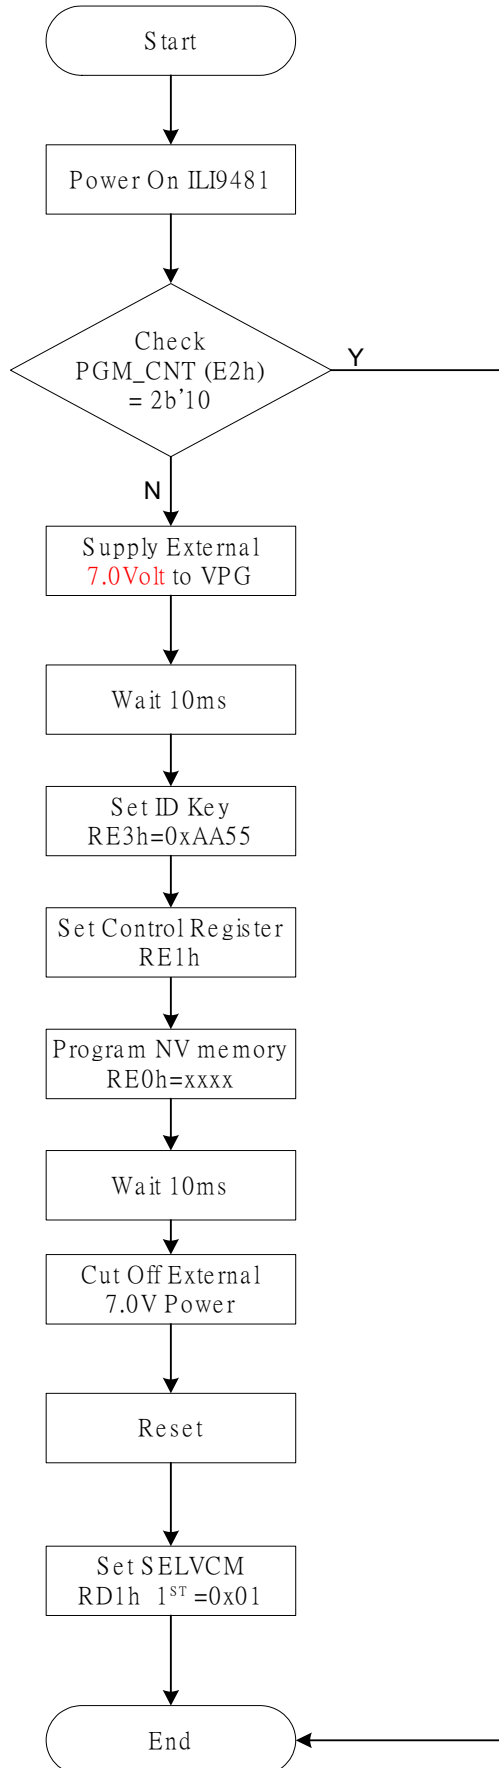 Start
Power On ILI9481
Check
PGM_CNT (E2h)
= 2b’10
Y
N
Supply External
7.0Volt to VPG
Wait 10ms
Set ID Key
RE3h=0xAA55
Set Control Register
RE1h
Program NV memory
RE0h=xxxx
Wait 10ms
Cut Off External
7.0V Power
Reset
Set SELVCM
RD1h 1ST =0x01
End